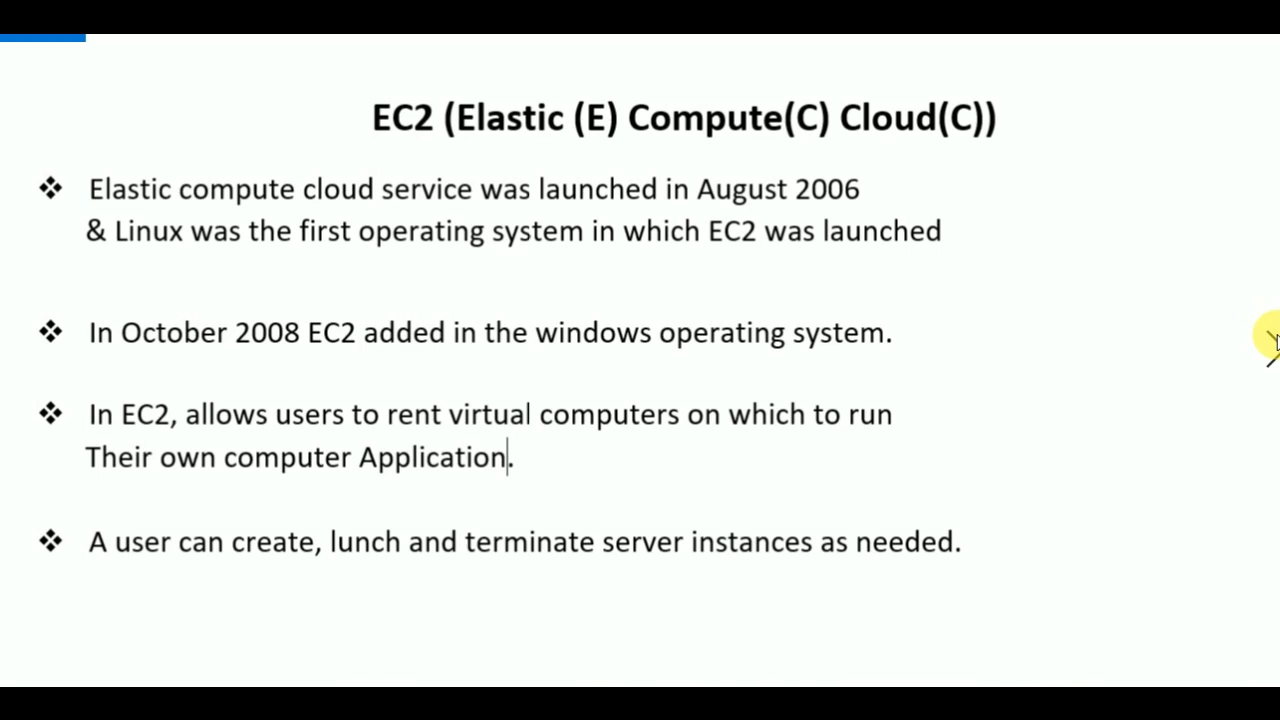 EC2 (Elastic (E) Compute(C) Cloud(C))
❖ Elastic compute cloud service was launched in August 2006
& Linux was the first operating system in which EC2 was launched
❖ In October 2008 EC2 added in the windows operating system.
❖ In EC2, allows users to rent virtual computers on which to run
Their own computer Application.
❖ A user can create, lunch and terminate server instances as needed.